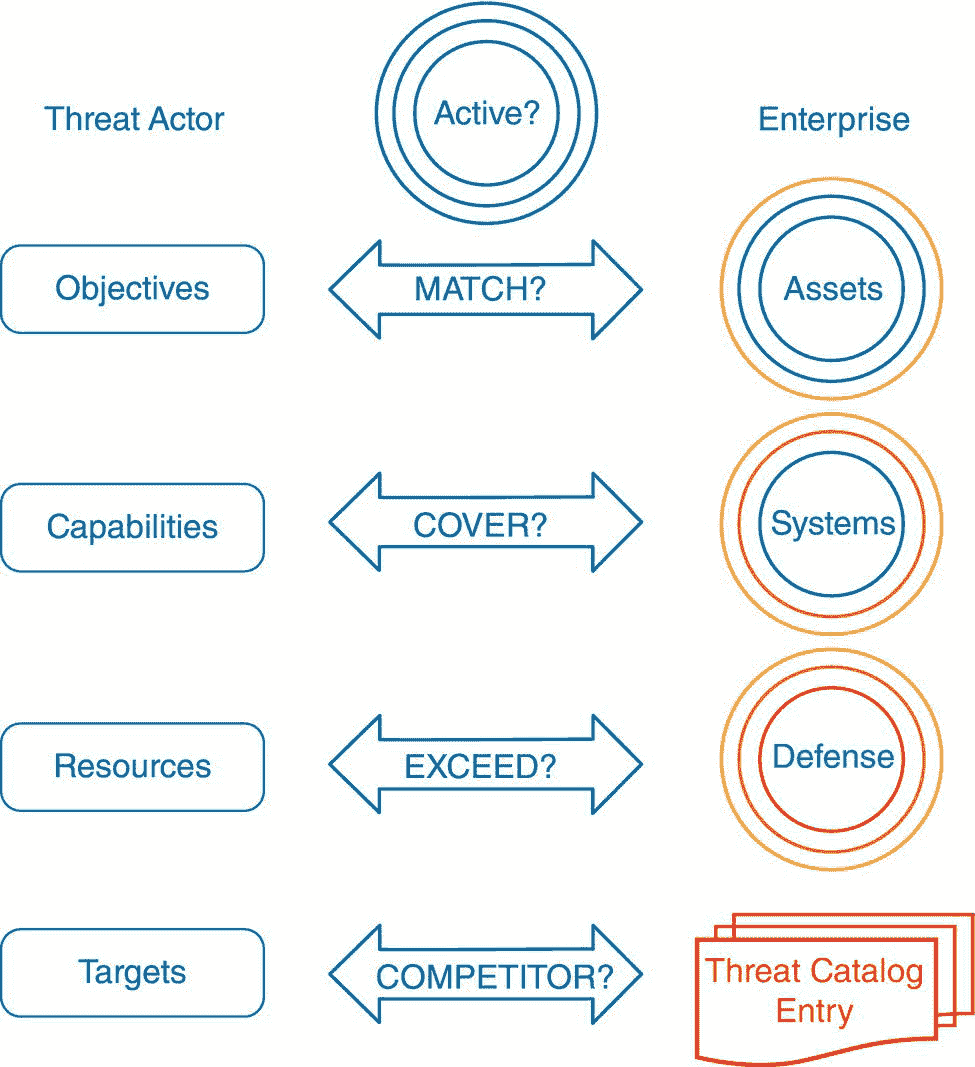 Active?
Threat Actor
Enterprise
Objectives
MATCH?
Assets
Capabilities
COVER?
Systems
Resources
EXCEED?
Defense
Targets
COMPETITOR?
Threat Catalog
Entry